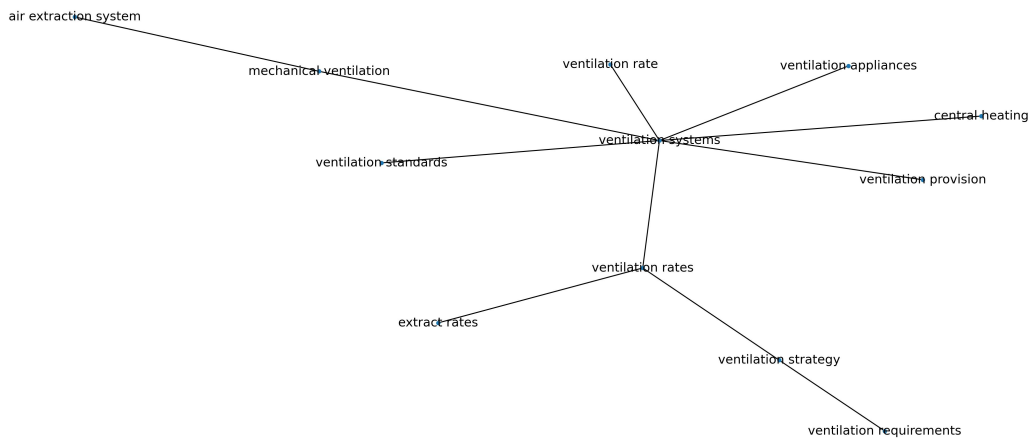 air extraction system
mechanical ventilation
ventilation rate
ventilation appliances
central heating
ventilation systems
ventilation standards
ventilation provision
ventilation rates
extract rates
ventilation strategy
ventilation requirements